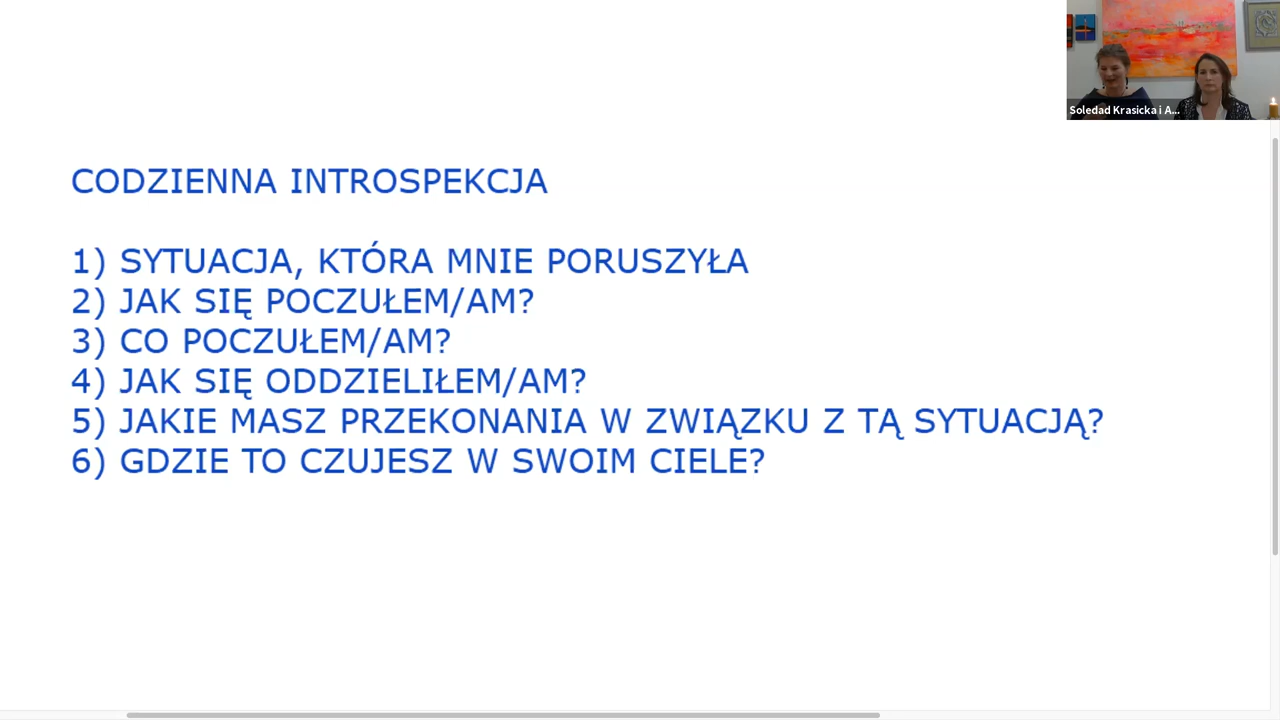 Soledad Krasicka i A...
CODZIENNA INTROSPEKCJA
1) SYTUACJA, KTÓRA MNIE PORUSZYŁA
2) JAK SIĘ POCZUŁEM/AM?
3) CO POCZUŁEM/AM?
4) JAK SIĘ ODDZIELIŁEM/AM?
5) JAKIE MASZ PRZEKONANIA W ZWIĄZKU Z TĄ SYTUACJĄ?
6) GDZIE TO CZUJESZ W SWOIM CIELE?